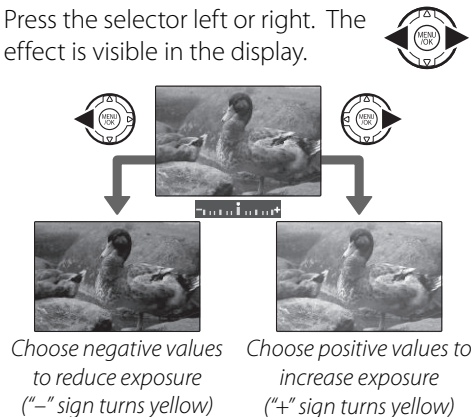 Press the selector left or right. The
effect is visible in the display.
MENU
/OK
MENU
/OK
MENU
/OK
– i +
Choose negative values
to reduce exposure
(“–” sign turns yellow)
Choose positive values to
increase exposure
(“+” sign turns yellow)